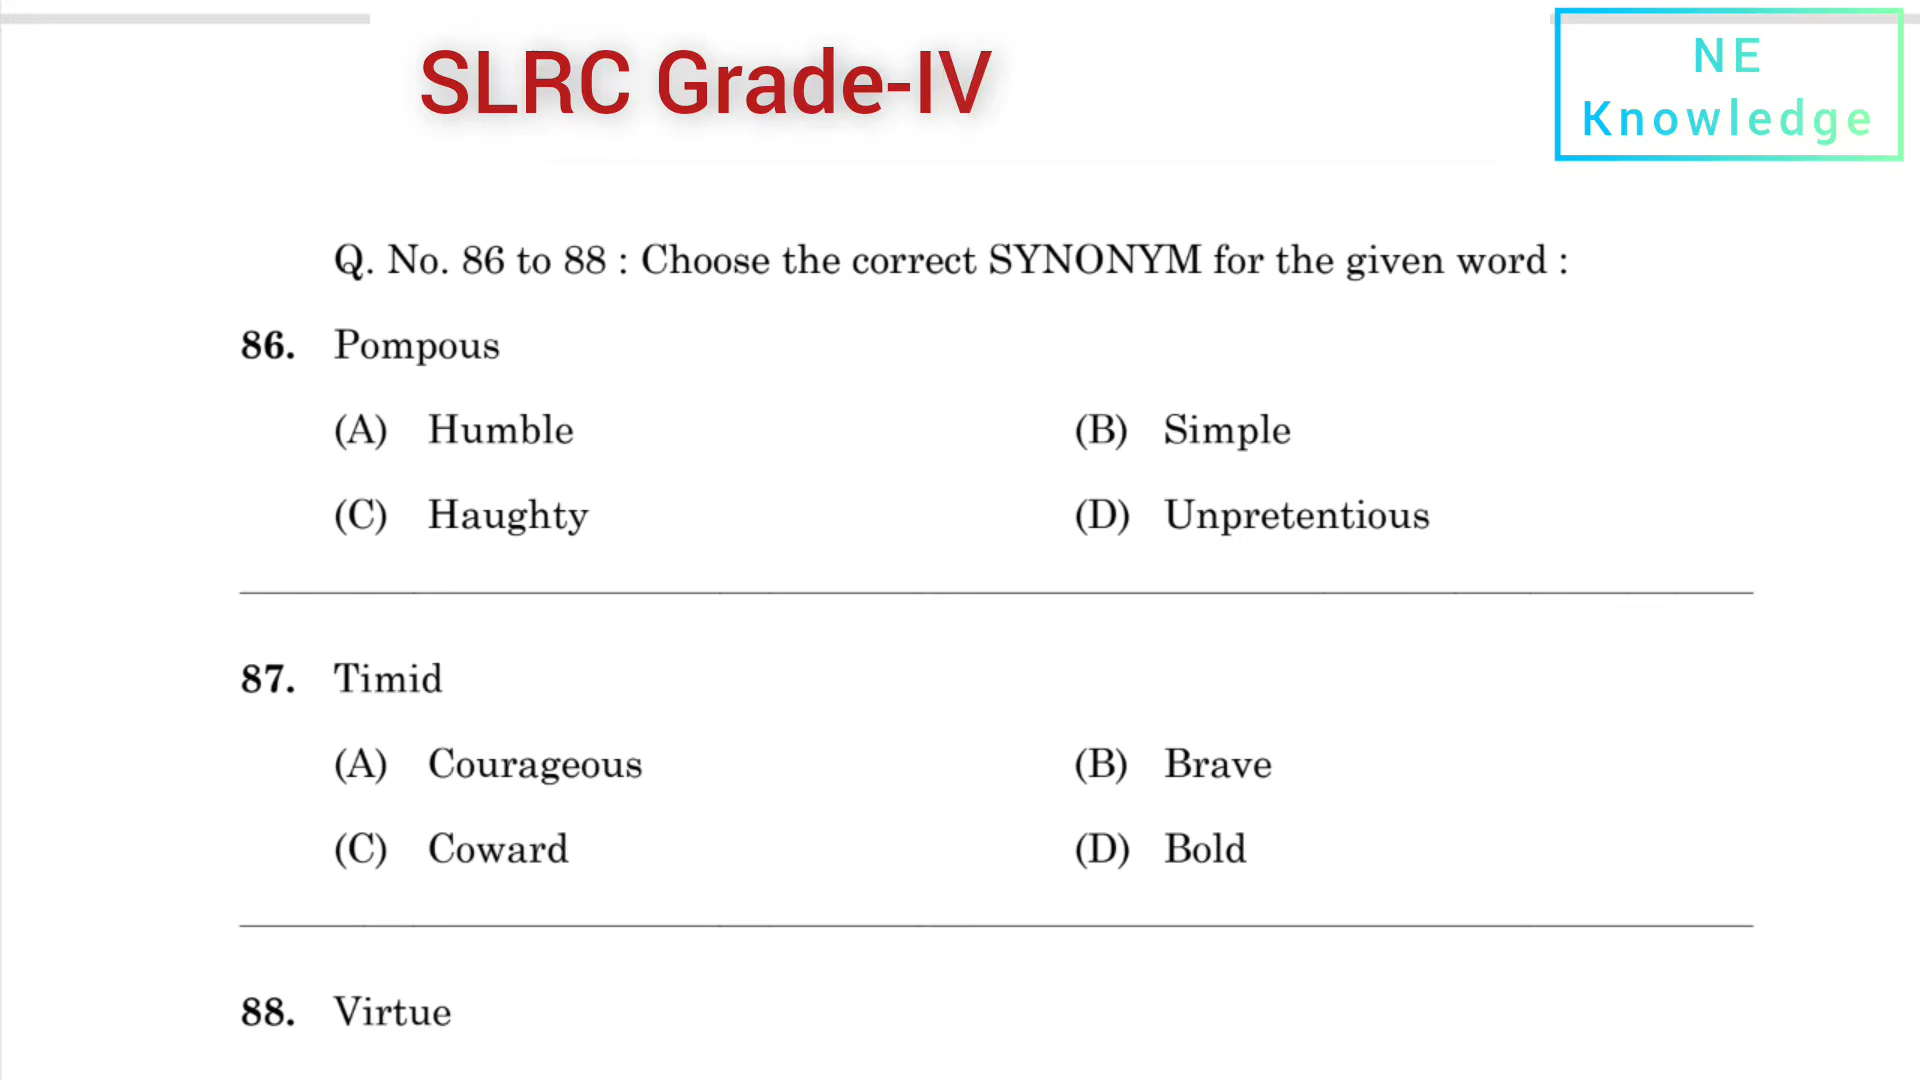 SLRC Grade-IV
NE
Knowledge
Q. No. 86 to 88 : Choose the correct SYNONYM for the given word :
86. Pompous
(A) Humble (B) Simple
(C) Haughty (D) Unpretentious
87. Timid
(A) Courageous (B) Brave
(C) Coward (D) Bold
88. Virtue